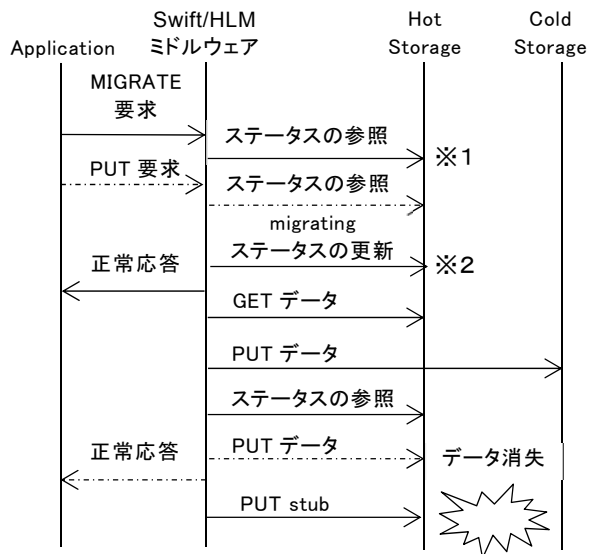 Application
Swift/HLM
ミドルウェア
Hot
Storage
Cold
Storage
MIGRATE
要求
ステータスの参照
※1
PUT 要求
ステータスの参照
migrating
ステータスの更新
※2
正常応答
GET データ
PUT データ
ステータスの参照
正常応答
PUT データ
データ消失
PUT stub